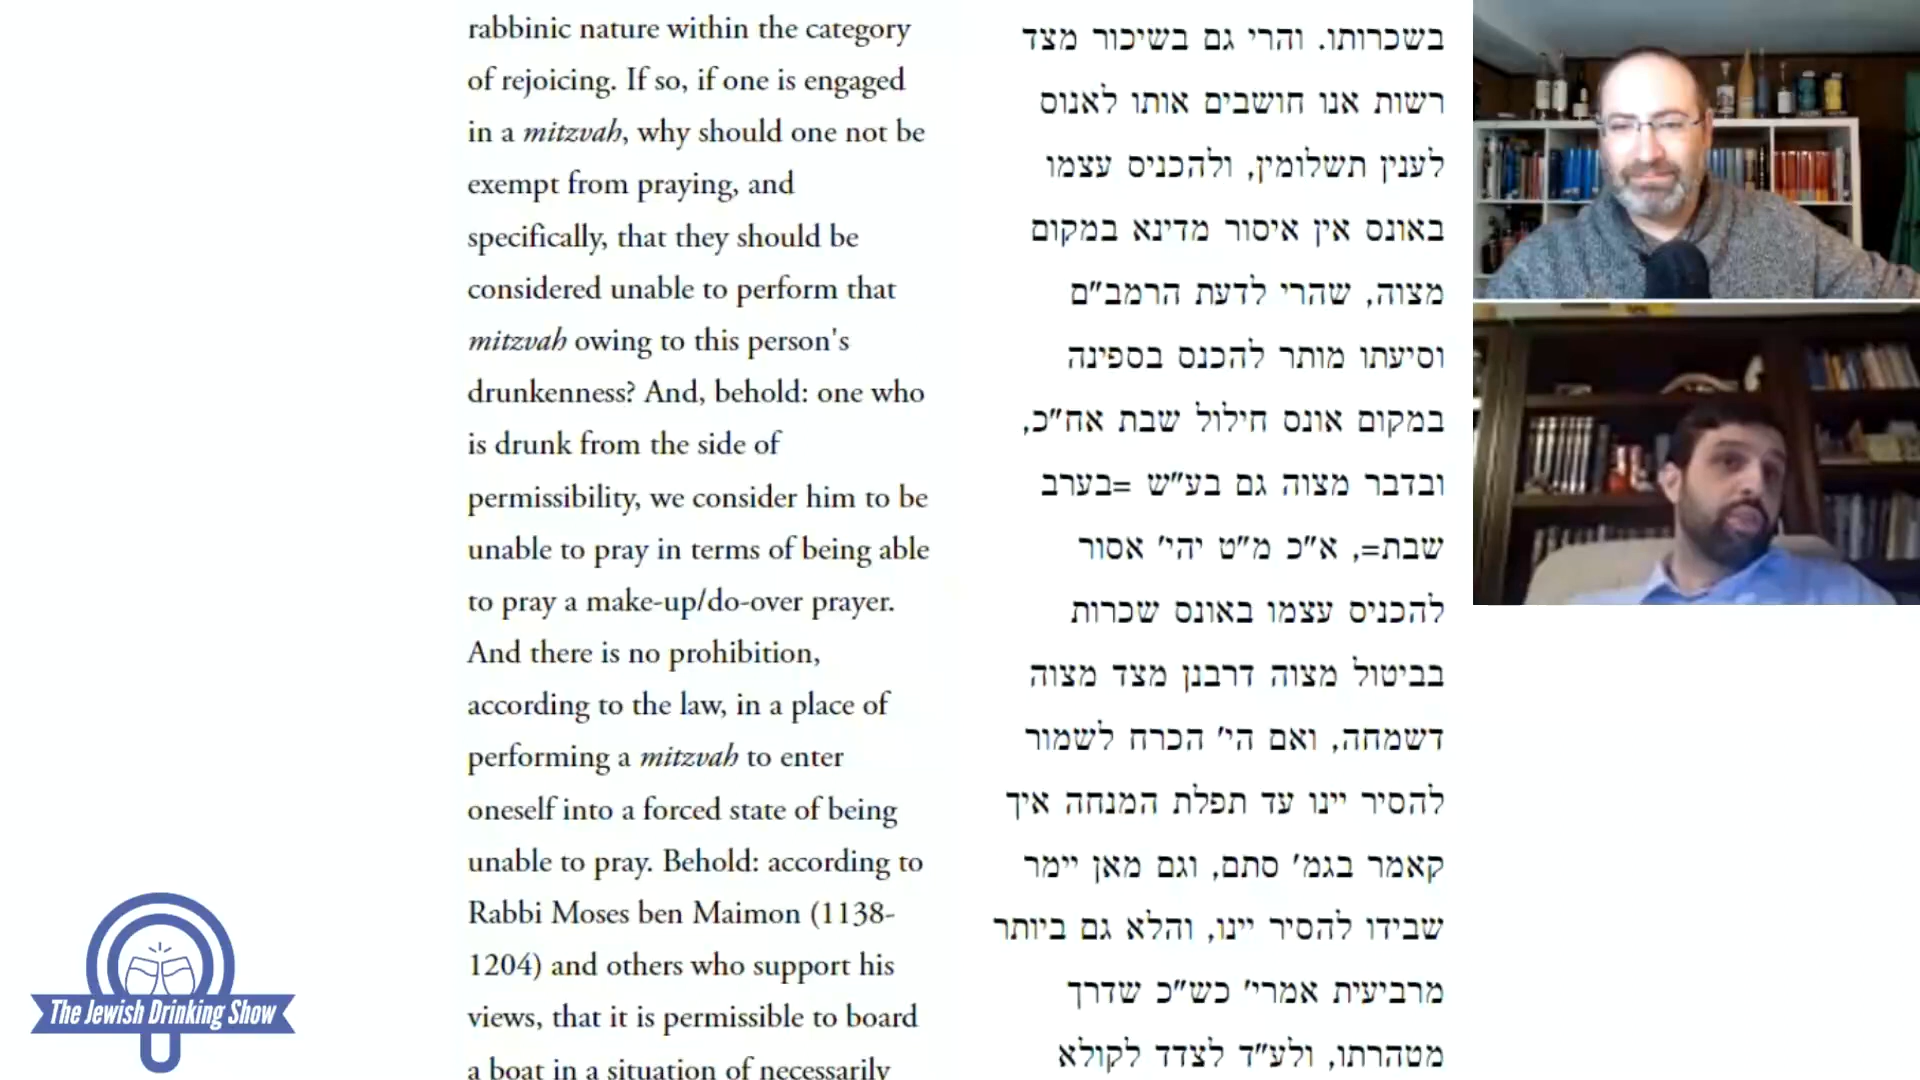 rabbinic nature within the category
of rejoicing. If so, if one is engaged
in a mitzvah, why should one not be
exempt from praying, and
specifically, that they should be
considered unable to perform that
mitzvah owing to this person's
drunkenness? And, behold: one who
is drunk from the side of
permissibility, we consider him to be
unable to pray in terms of being able
to pray a make-up/do-over prayer.
And there is no prohibition,
according to the law, in a place of
performing a mitzvah to enter
oneself into a forced state of being
unable to pray. Behold: according to
Rabbi Moses ben Maimon (1138-
1204) and others who support his
views, that it is permissible to board
a boat in a situation of necessarily
בשכרותו. והרי גם בשיכור מצד
רשות אנו חושבים אותו לאנוס
לענין תשלומין, ולהכניס עצמו
באונס אין איסור מדינא במקום
מצוה, שהרי לדעת הרמב"ם
וסיעתו מותר להכנס בספינה
במקום אונס חילול שבת אח"כ,
ובדבר מצוה גם בע"ש =בערב
שבת=, א"כ מ"ט יהי' אסור
להכניס עצמו באונס שכרות
בביטול מצוה דרבנן מצד מצוה
דשמחה, ואם הי' הכרח לשמור
להסיר יינו עד תפלת המנחה איך
קאמר בגמ' סתם, וגם מאן יימר
שבידו להסיר יינו, והלא גם ביותר
מרביעית אמרי' כש"כ שדרך
מטהרתו, ולע"ד לצדד לקולא
The Jewish Drinking Show